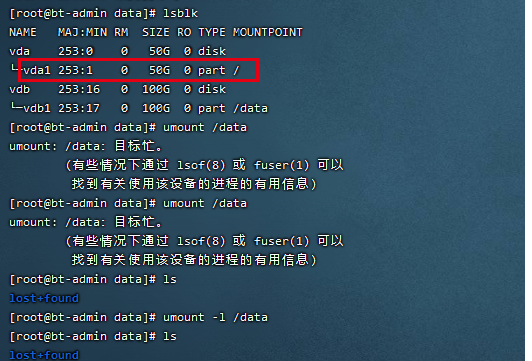 [root@bt-admin data]# lsblk
NAME   MAJ:MIN RM  SIZE RO TYPE MOUNTPOINT
vda    253:0    0   50G  0 disk
└─vda1 253:1    0   50G  0 part /
vdb    253:16   0  100G  0 disk
└─vdb1 253:17   0  100G  0 part /data
[root@bt-admin data]# umount /data
umount: /data: 目标忙。
        (有些情况下通过 lsof(8) 或 fuser(1) 可以
         找到有关使用该设备的进程的有用信息)
[root@bt-admin data]# umount /data
umount: /data: 目标忙。
        (有些情况下通过 lsof(8) 或 fuser(1) 可以
         找到有关使用该设备的进程的有用信息)
[root@bt-admin data]# ls
lost+found
[root@bt-admin data]# umount -l /data
[root@bt-admin data]# ls
lost+found